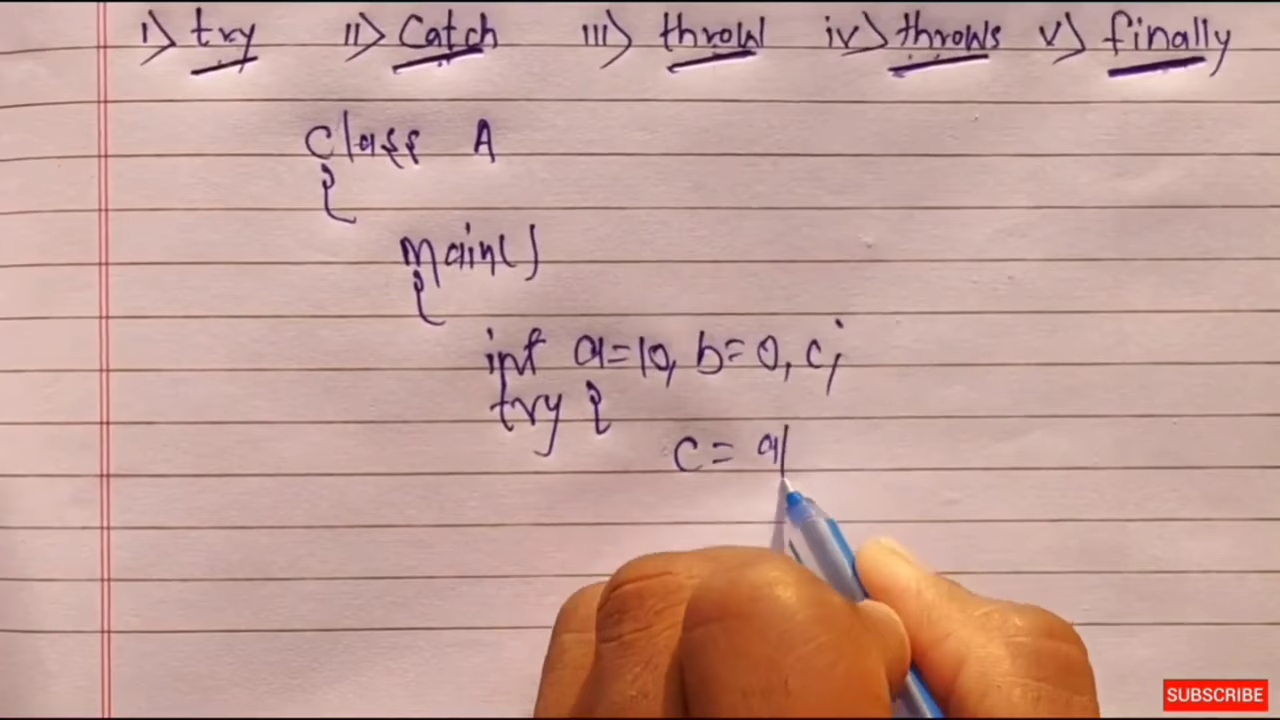 i) try ii) Catch iii) throw iv) throws v) finally
Class A
{
Main()
{
int a=10, b=0, c;
try {
c = a/
SUBSCRIBE